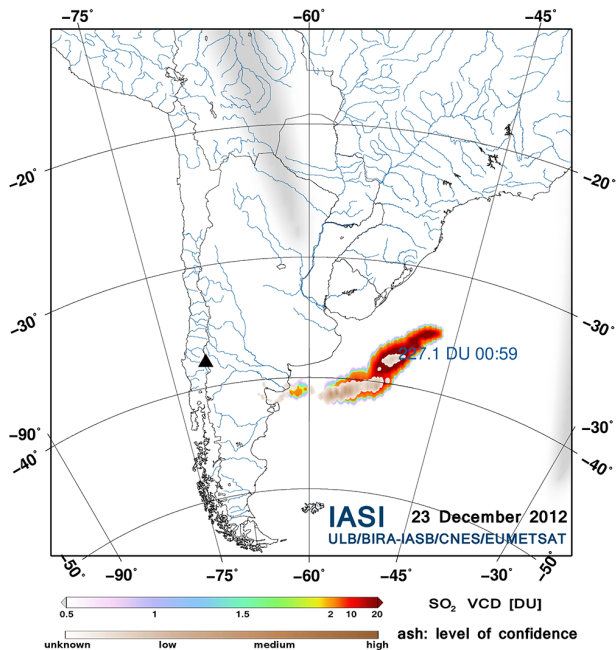 −75° −60° −45°
−20° −20°
−30°
227.1 DU 00:59
−90° −30°
−40° −40°
IASI 23 December 2012
ULB/BIRA-IASB/CNES/EUMETSAT
−50° −90° −75° −60° −45° −30° −50°
0.5 1 1.5 2 10 20 SO₂ VCD [DU]
ash: level of confidence
unknown low medium high